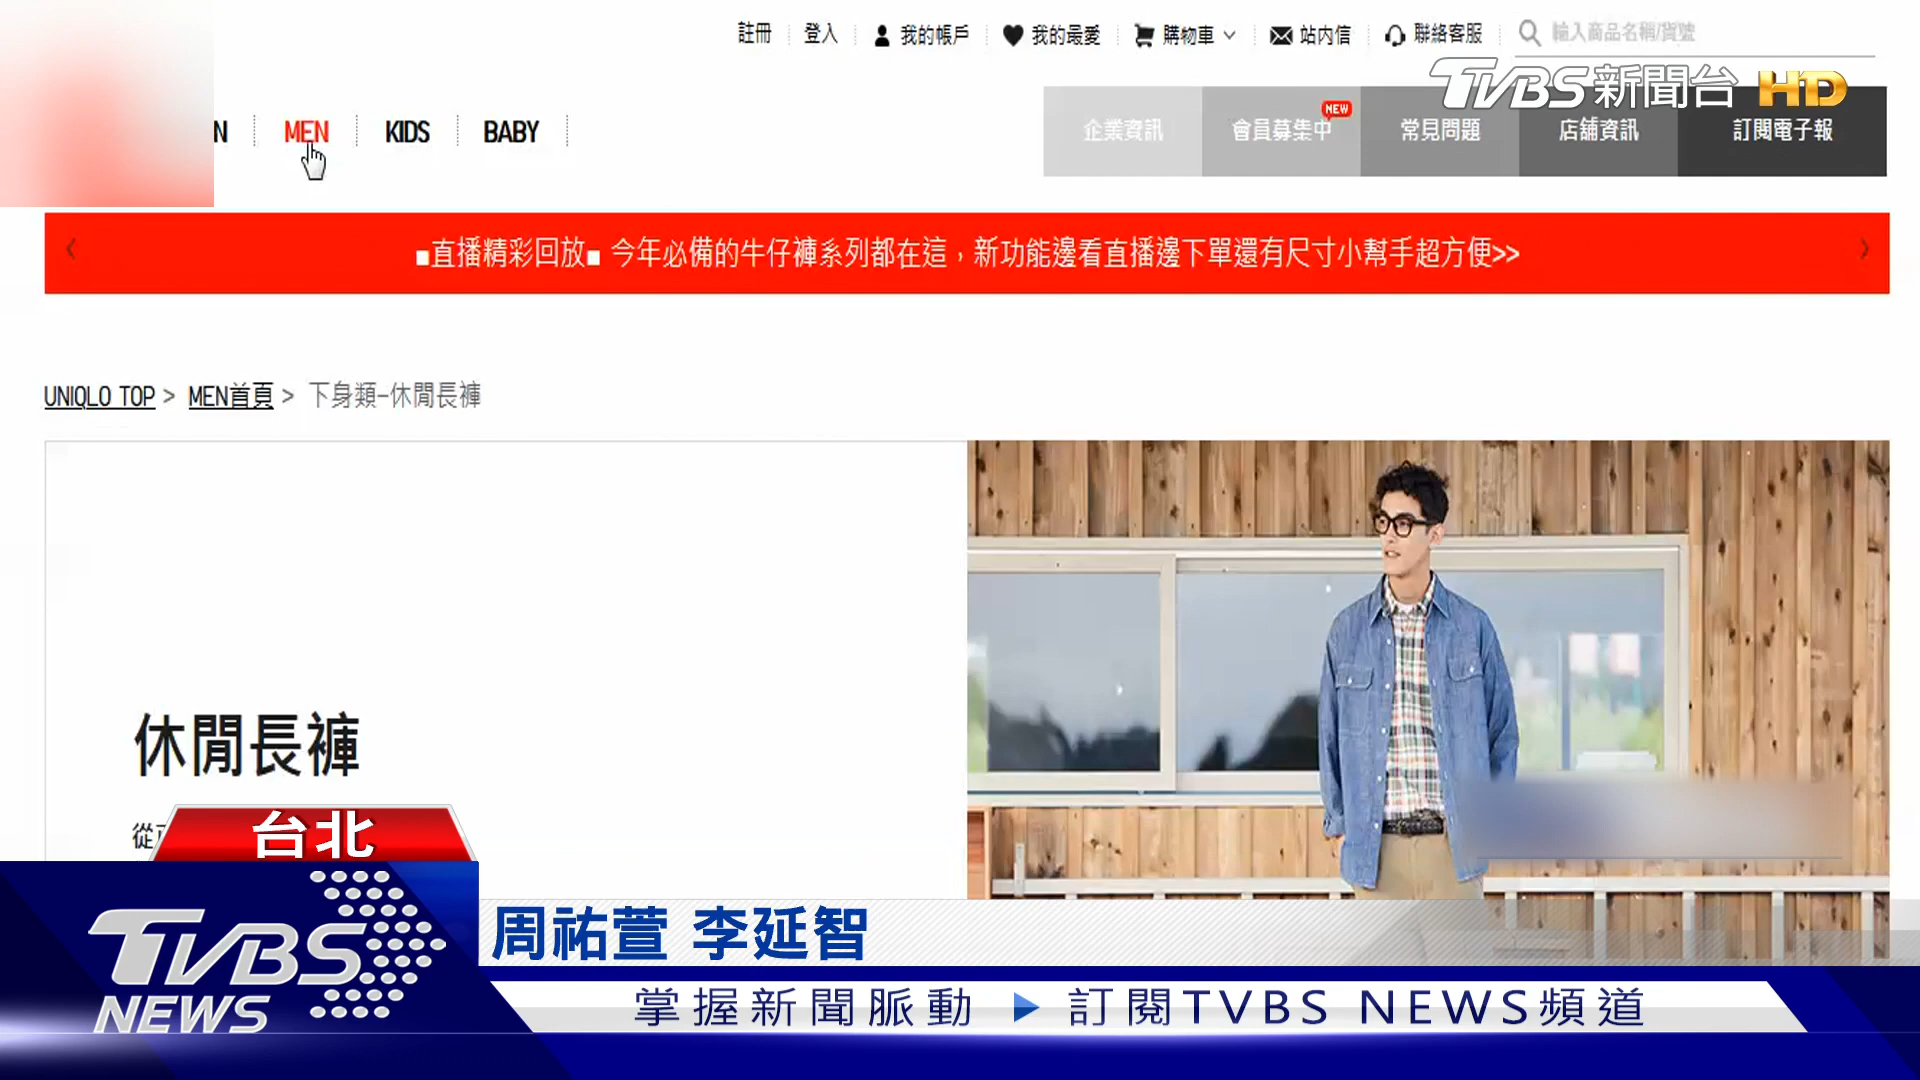 註冊 登入 我的帳戶 我的最愛 購物車 站內信 聯絡客服 輸入商品名稱/貨號
TVBS新聞台 HD
N MEN KIDS BABY
企業資訊 會員募集中 NEW 常見問題 店舖資訊 訂閱電子報
■直播精彩回放■ 今年必備的牛仔褲系列都在這，新功能邊看直播邊下單還有尺寸小幫手超方便>>
UNIQLO TOP > MEN首頁 > 下身類-休閒長褲
休閒長褲
從
台北
TVBS NEWS
周祐萱 李延智
掌握新聞脈動 ▶ 訂閱TVBS NEWS頻道